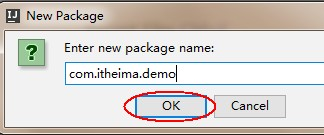 New Package
Enter new package name:
com.itheima.demo
OK
Cancel